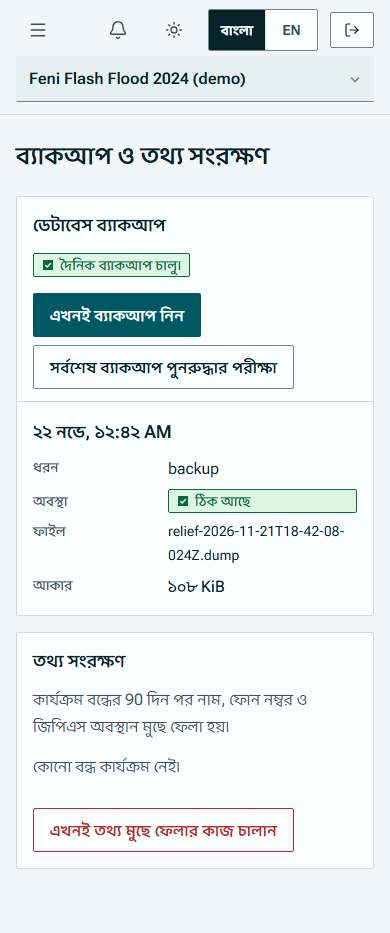 বাংলা EN
Feni Flash Flood 2024 (demo)
ব্যাকআপ ও তথ্য সংরক্ষণ
ডেটাবেস ব্যাকআপ
দৈনিক ব্যাকআপ চালু।
এখনই ব্যাকআপ নিন
সর্বশেষ ব্যাকআপ পুনরুদ্ধার পরীক্ষা
২২ নভে, ১২:৪২ AM
ধরন backup
অবস্থা ঠিক আছে
ফাইল relief-2026-11-21T18-42-08-
024Z.dump
আকার ১০৮ KiB
তথ্য সংরক্ষণ
কার্যক্রম বন্ধের 90 দিন পর নাম, ফোন নম্বর ও
জিপিএস অবস্থান মুছে ফেলা হয়।
কোনো বন্ধ কার্যক্রম নেই।
এখনই তথ্য মুছে ফেলার কাজ চালান